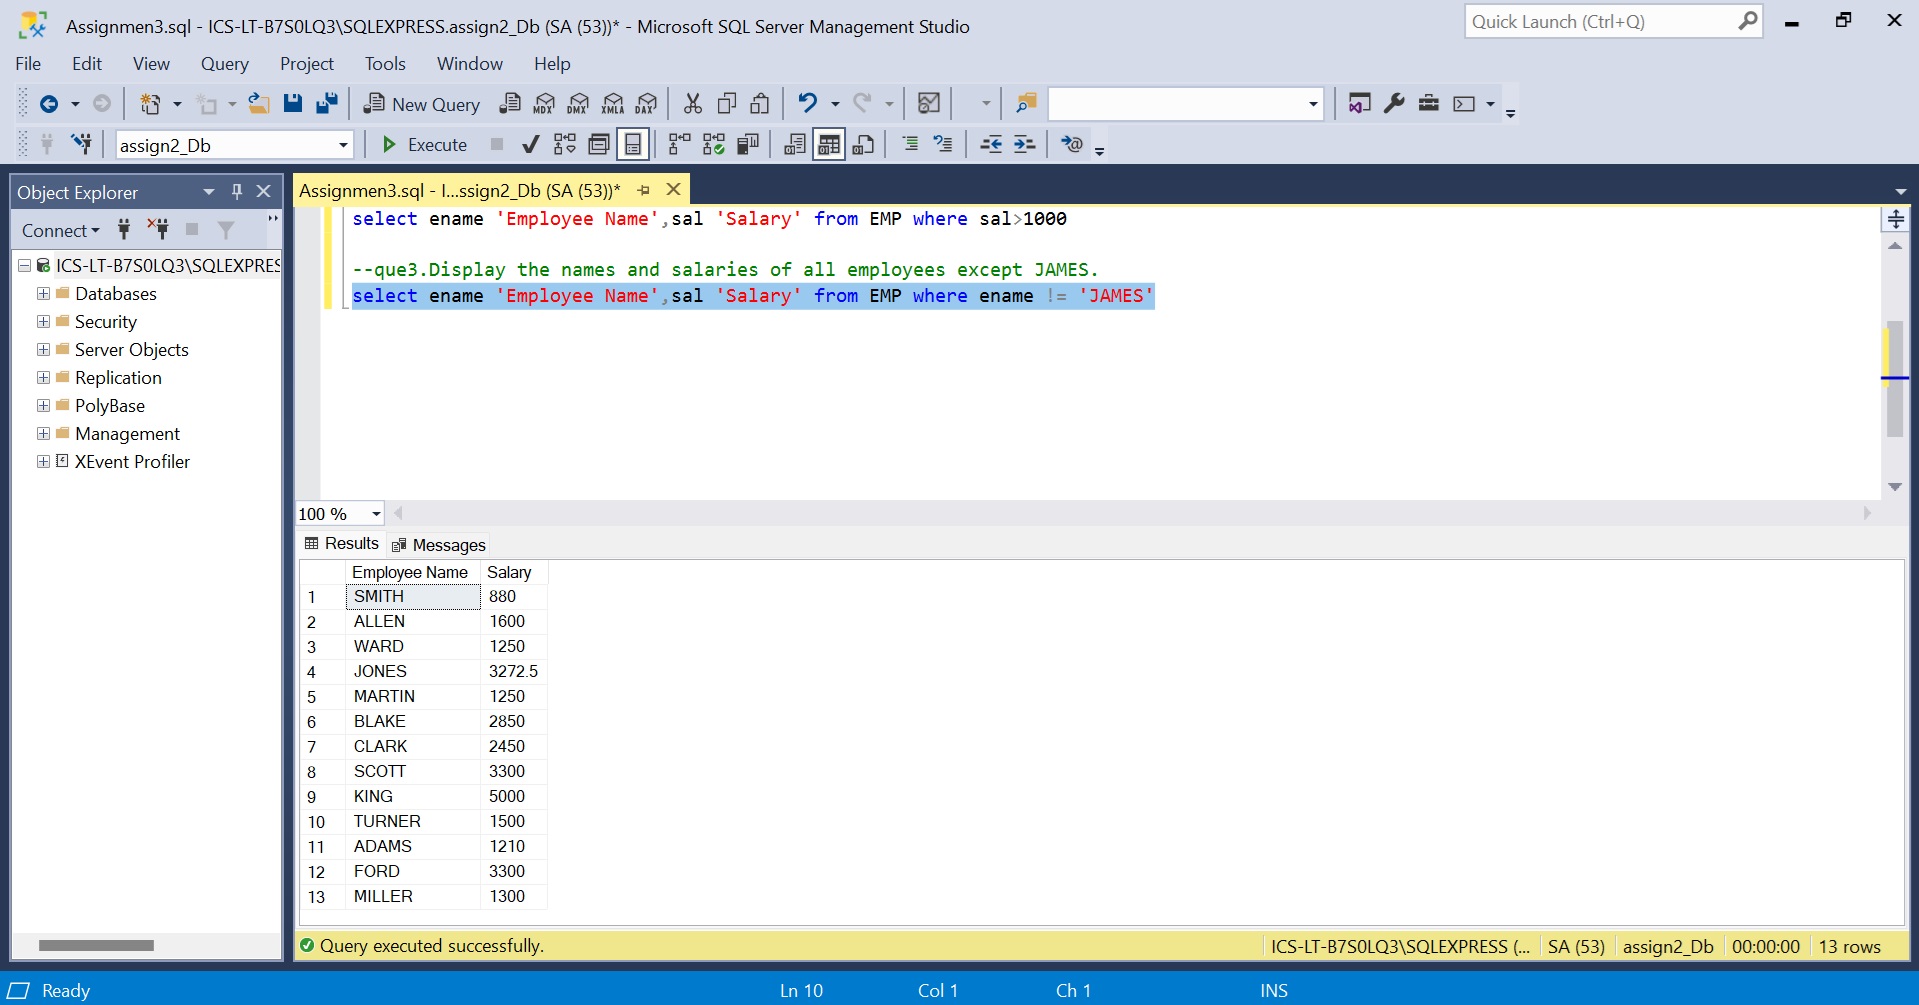 Assignmen3.sql - ICS-LT-B7S0LQ3\SQLEXPRESS.assign2_Db (SA (53))* - Microsoft SQL Server Management Studio
Quick Launch (Ctrl+Q)
File Edit View Query Project Tools Window Help
New Query MDX DMX XMLA DAX
assign2_Db Execute
Object Explorer
Assignmen3.sql - I...ssign2_Db (SA (53))*
Connect
ICS-LT-B7S0LQ3\SQLEXPRES
Databases
Security
Server Objects
Replication
PolyBase
Management
XEvent Profiler
select ename 'Employee Name',sal 'Salary' from EMP where sal>1000
--que3.Display the names and salaries of all employees except JAMES.
select ename 'Employee Name',sal 'Salary' from EMP where ename != 'JAMES'
100 %
Results Messages
Employee Name Salary
1 SMITH 880
2 ALLEN 1600
3 WARD 1250
4 JONES 3272.5
5 MARTIN 1250
6 BLAKE 2850
7 CLARK 2450
8 SCOTT 3300
9 KING 5000
10 TURNER 1500
11 ADAMS 1210
12 FORD 3300
13 MILLER 1300
Query executed successfully. ICS-LT-B7S0LQ3\SQLEXPRESS (... SA (53) assign2_Db 00:00:00 13 rows
Ready Ln 10 Col 1 Ch 1 INS